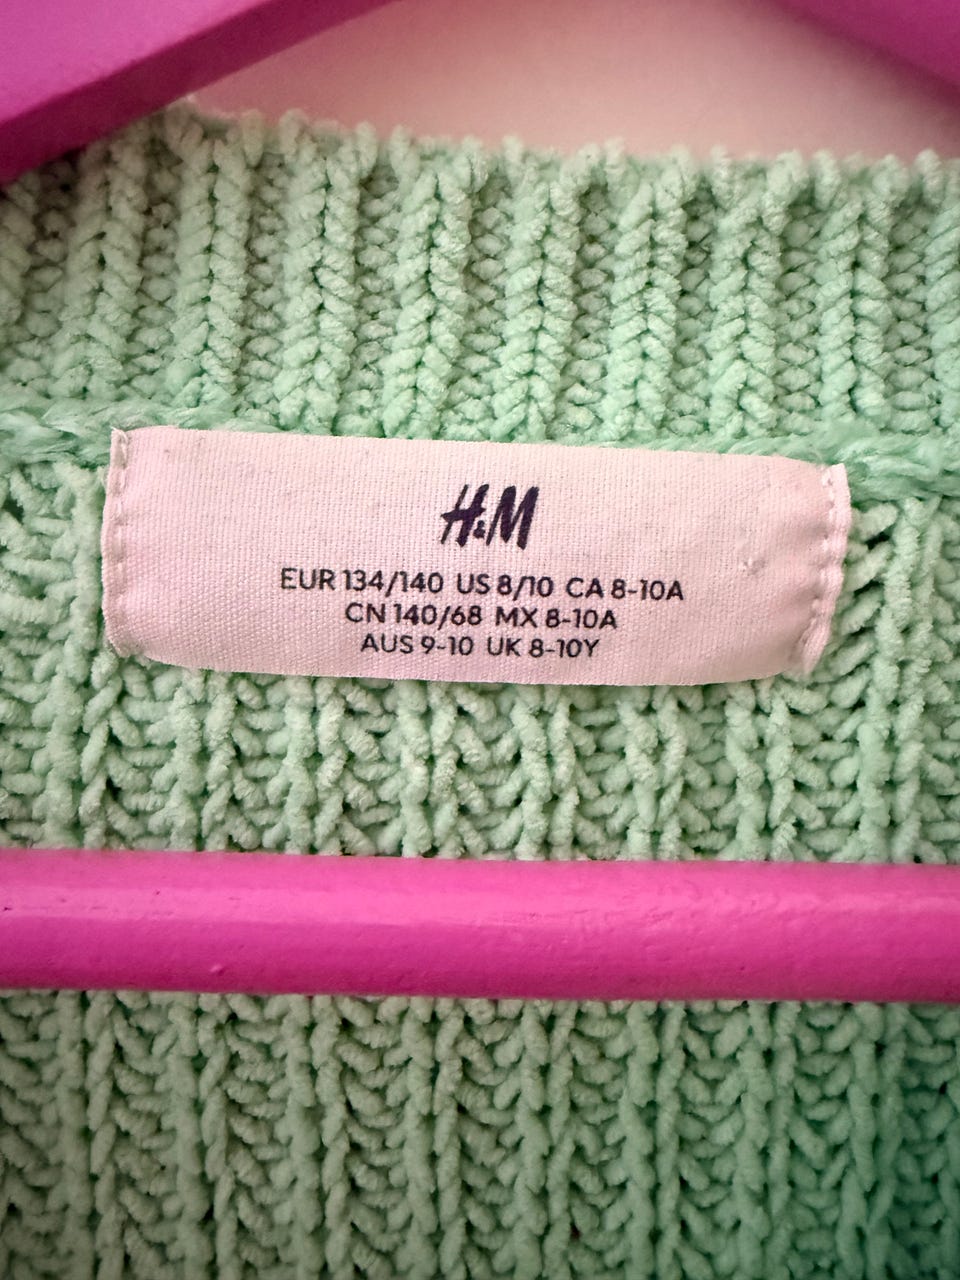 H&M
EUR 134/140 US 8/10 CA 8-10A
CN 140/68 MX 8-10A
AUS 9-10 UK 8-10Y